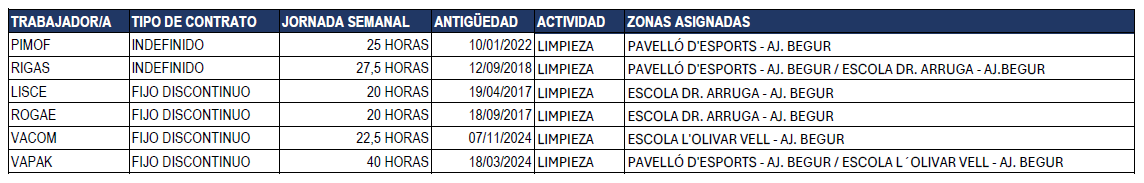 TRABAJADOR/A TIPO DE CONTRATO JORNADA SEMANAL ANTIGÜEDAD ACTIVIDAD ZONAS ASIGNADAS
PIMOF INDEFINIDO 25 HORAS 10/01/2022 LIMPIEZA PAVELLÓ D'ESPORTS - AJ. BEGUR
RIGAS INDEFINIDO 27,5 HORAS 12/09/2018 LIMPIEZA PAVELLÓ D'ESPORTS - AJ. BEGUR / ESCOLA DR. ARRUGA - AJ.BEGUR
LISCE FIJO DISCONTINUO 20 HORAS 19/04/2017 LIMPIEZA ESCOLA DR. ARRUGA - AJ. BEGUR
ROGAE FIJO DISCONTINUO 20 HORAS 18/09/2017 LIMPIEZA ESCOLA DR. ARRUGA - AJ. BEGUR
VACOM FIJO DISCONTINUO 22,5 HORAS 07/11/2024 LIMPIEZA ESCOLA L'OLIVAR VELL - AJ. BEGUR
VAPAK FIJO DISCONTINUO 40 HORAS 18/03/2024 LIMPIEZA PAVELLÓ D'ESPORTS - AJ. BEGUR / ESCOLA L´OLIVAR VELL - AJ. BEGUR